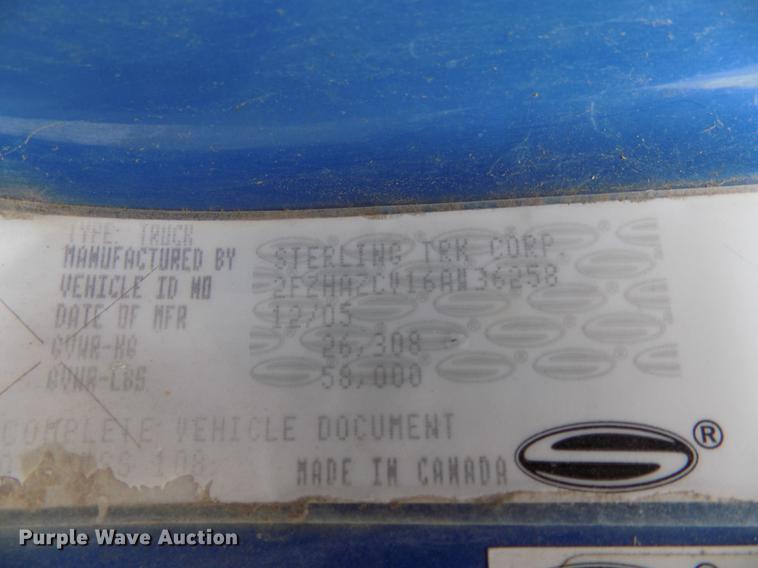 TYPE: TRUCK
MANUFACTURED BY STERLING TRK CORP
VEHICLE ID NO 2FZHAZCV16AW36258
DATE OF MFR 12/05
GVWR-KG 26,308
GVWR-LBS 58,000
COMPLETE VEHICLE DOCUMENT
108
MADE IN CANADA ®
Purple Wave Auction